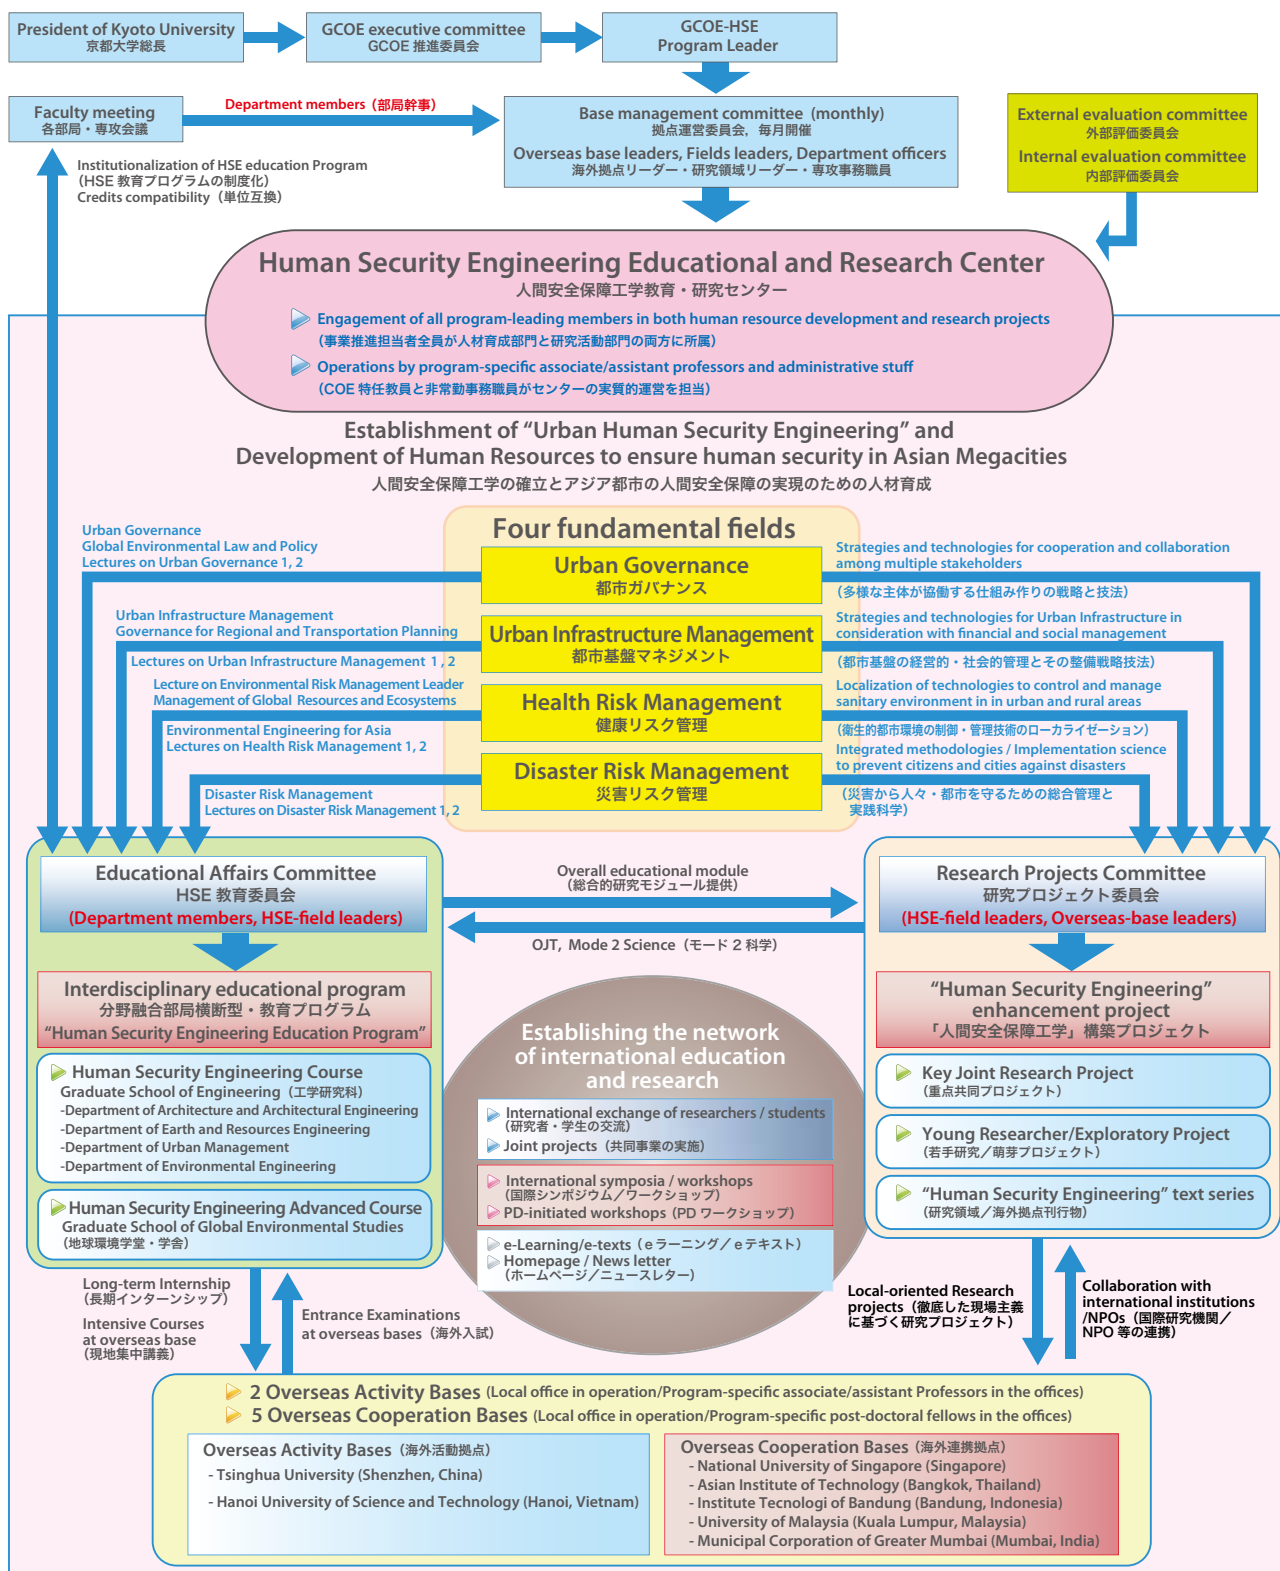 President of Kyoto University
京都大学総長
GCOE executive committee
GCOE 推進委員会
GCOE-HSE
Program Leader
Faculty meeting
各部局・専攻会議
Department members（部局幹事）
Base management committee (monthly)
拠点運営委員会，毎月開催
Overseas base leaders, Fields leaders, Department officers
海外拠点リーダー・研究領域リーダー・専攻事務職員
External evaluation committee
外部評価委員会
Internal evaluation committee
内部評価委員会
Institutionalization of HSE education Program
（HSE 教育プログラムの制度化）
Credits compatibility（単位互換）
Human Security Engineering Educational and Research Center
人間安全保障工学教育・研究センター
Engagement of all program-leading members in both human resource development and research projects
（事業推進担当者全員が人材育成部門と研究活動部門の両方に所属）
Operations by program-specific associate/assistant professors and administrative stuff
（COE 特任教員と非常勤事務職員がセンターの実質的運営を担当）
Establishment of “Urban Human Security Engineering” and
Development of Human Resources to ensure human security in Asian Megacities
人間安全保障工学の確立とアジア都市の人間安全保障の実現のための人材育成
Four fundamental fields
Urban Governance
Global Environmental Law and Policy
Lectures on Urban Governance 1, 2
Urban Governance
都市ガバナンス
Strategies and technologies for cooperation and collaboration
among multiple stakeholders
（多様な主体が協働する仕組み作りの戦略と技法）
Urban Infrastructure Management
Governance for Regional and Transportation Planning
Lectures on Urban Infrastructure Management 1 , 2
Urban Infrastructure Management
都市基盤マネジメント
Strategies and technologies for Urban Infrastructure in
consideration with financial and social management
（都市基盤の経営的・社会的管理とその整備戦略技法）
Lecture on Environmental Risk Management Leader
Management of Global Resources and Ecosystems
Environmental Engineering for Asia
Lectures on Health Risk Management 1, 2
Health Risk Management
健康リスク管理
Localization of technologies to control and manage
sanitary environment in in urban and rural areas
（衛生的都市環境の制御・管理技術のローカライゼーション）
Disaster Risk Management
Lectures on Disaster Risk Management 1, 2
Disaster Risk Management
災害リスク管理
Integrated methodologies / Implementation science
to prevent citizens and cities against disasters
（災害から人々・都市を守るための総合管理と
実践科学）
Educational Affairs Committee
HSE 教育委員会
(Department members, HSE-field leaders)
Overall educational module
（総合的研究モジュール提供）
OJT, Mode 2 Science（モード 2 科学）
Research Projects Committee
研究プロジェクト委員会
(HSE-field leaders, Overseas-base leaders)
Interdisciplinary educational program
分野融合部局横断型・教育プログラム
“Human Security Engineering Education Program”
Human Security Engineering Course
Graduate School of Engineering（工学研究科）
-Department of Architecture and Architectural Engineering
-Department of Earth and Resources Engineering
-Department of Urban Management
-Department of Environmental Engineering
Human Security Engineering Advanced Course
Graduate School of Global Environmental Studies
（地球環境学堂・学舎）
Establishing the network
of international education
and research
International exchange of researchers / students
（研究者・学生の交流）
Joint projects（共同事業の実施）
International symposia / workshops
（国際シンポジウム／ワークショップ）
PD-initiated workshops（PD ワークショップ）
e-Learning/e-texts（e ラーニング／ e テキスト）
Homepage / News letter
（ホームページ／ニュースレター）
“Human Security Engineering”
enhancement project
「人間安全保障工学」構築プロジェクト
Key Joint Research Project
（重点共同プロジェクト）
Young Researcher/Exploratory Project
（若手研究／萌芽プロジェクト）
“Human Security Engineering” text series
（研究領域／海外拠点刊行物）
Long-term Internship
（長期インターンシップ）
Intensive Courses
at overseas base
（現地集中講義）
Entrance Examinations
at overseas bases（海外入試）
Local-oriented Research
projects（徹底した現場主義
に基づく研究プロジェクト）
Collaboration with
international institutions
/NPOs（国際研究機関／
NPO 等の連携）
2 Overseas Activity Bases (Local office in operation/Program-specific associate/assistant Professors in the offices)
5 Overseas Cooperation Bases (Local office in operation/Program-specific post-doctoral fellows in the offices)
Overseas Activity Bases（海外活動拠点）
- Tsinghua University (Shenzhen, China)
- Hanoi University of Science and Technology (Hanoi, Vietnam)
Overseas Cooperation Bases（海外連携拠点）
- National University of Singapore (Singapore)
- Asian Institute of Technology (Bangkok, Thailand)
- Institute Tecnologi of Bandung (Bandung, Indonesia)
- University of Malaysia (Kuala Lumpur, Malaysia)
- Municipal Corporation of Greater Mumbai (Mumbai, India)